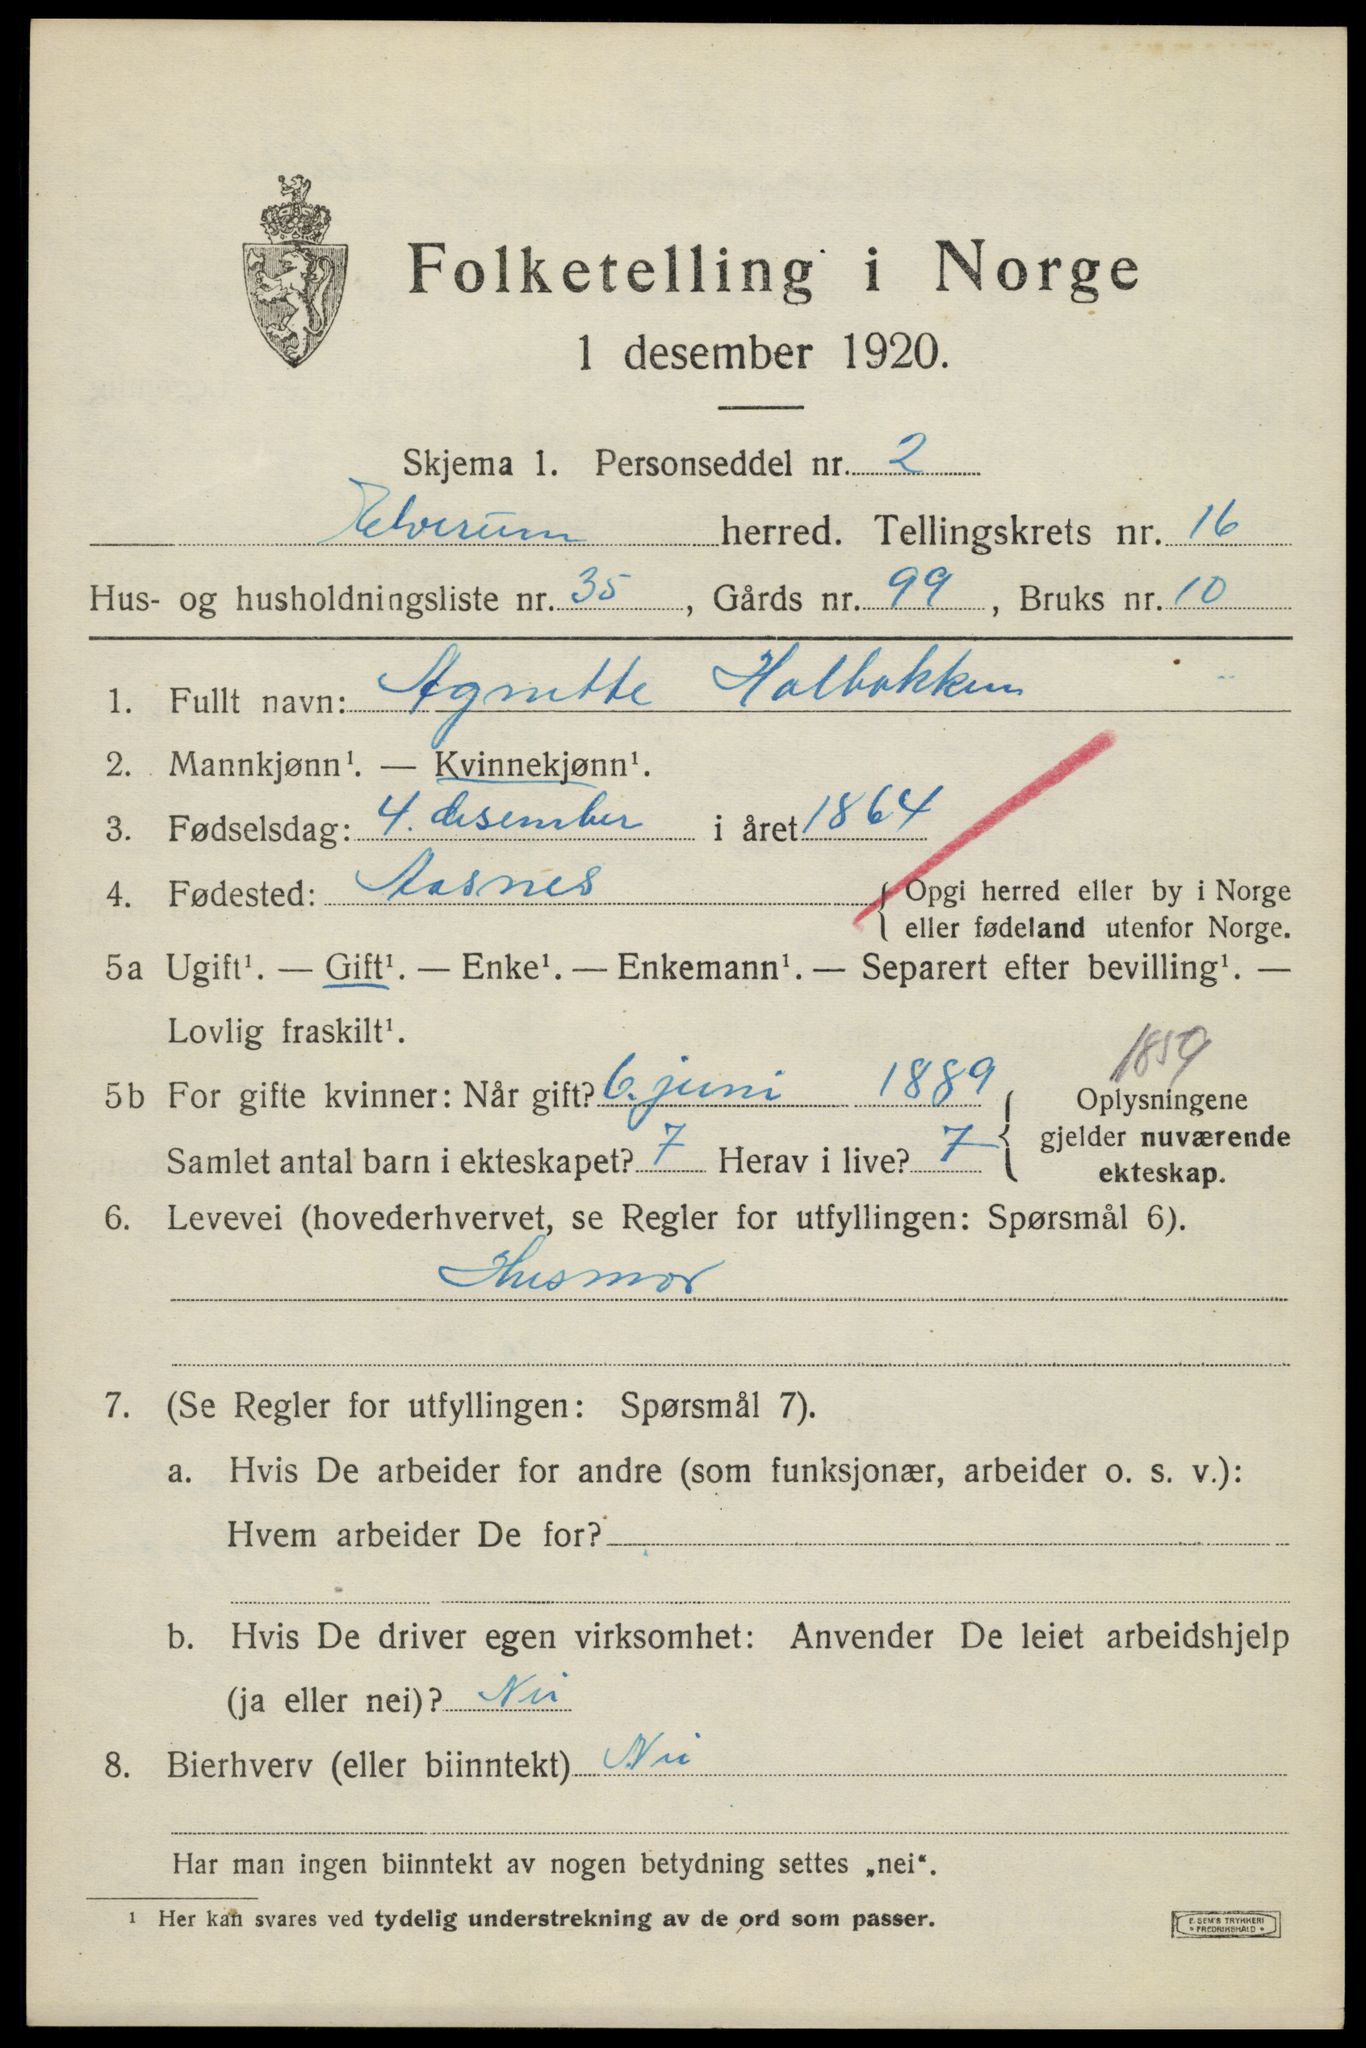 Folketelling i Norge
1 desember 1920.
Skjema 1. Personseddel nr. 2
Elverum herred. Tellingskrets nr. 16
Hus- og husholdningsliste nr. 35, Gårds nr. 99, Bruks nr. 10
1. Fullt navn: Agnette Holbakken
2. Mannkjønn¹. — Kvinnekjønn¹.
3. Fødselsdag: 4. desember i året 1864
4. Fødested: Aasnes { Opgi herred eller by i Norge
eller fødeland utenfor Norge.
5a Ugift¹. — Gift¹. — Enke¹. — Enkemann¹. — Separert efter bevilling¹. —
Lovlig fraskilt¹.
1859
5b For gifte kvinner: Når gift? 6. juni 1889 { Oplysningene
gjelder nuværende
Samlet antal barn i ekteskapet? 7 Herav i live? 7
ekteskap.
6. Levevei (hovederhvervet, se Regler for utfyllingen: Spørsmål 6).
Husmor
7. (Se Regler for utfyllingen: Spørsmål 7).
a. Hvis De arbeider for andre (som funksjonær, arbeider o. s. v.):
Hvem arbeider De for?
b. Hvis De driver egen virksomhet: Anvender De leiet arbeidshjelp
(ja eller nei)? Nei
8. Bierhverv (eller biinntekt) Nei
Har man ingen biinntekt av nogen betydning settes „nei“.
¹ Her kan svares ved tydelig understrekning av de ord som passer.
E. SEM'S TRYKKERI
* FREDRIKSHALD *